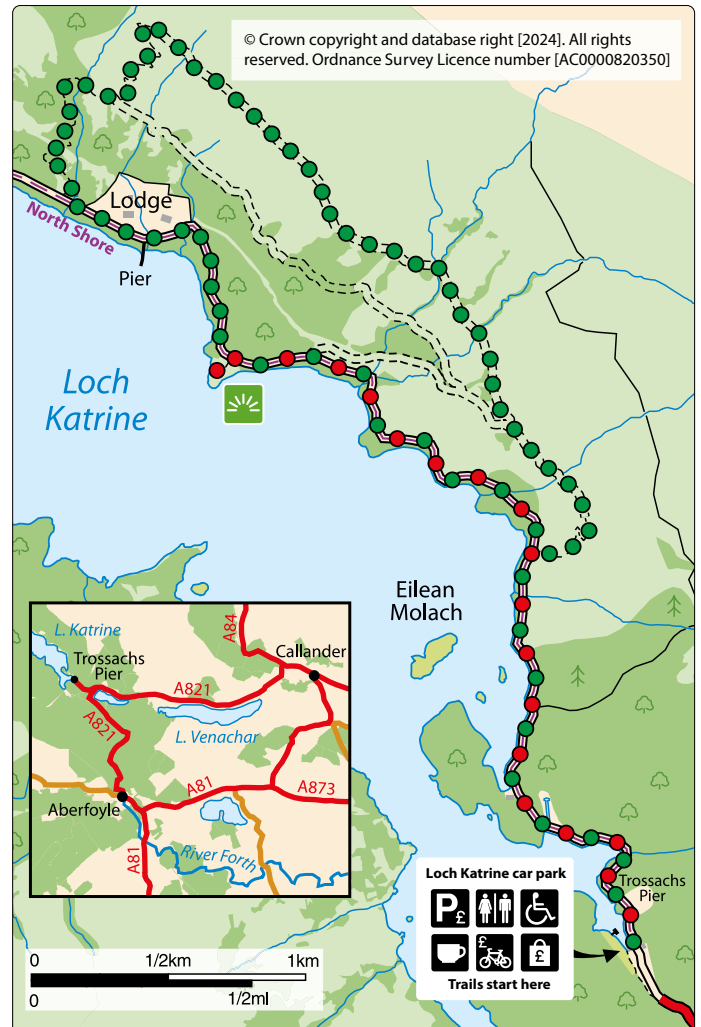 © Crown copyright and database right [2024]. All rights
reserved. Ordnance Survey Licence number [AC0000820350]
Lodge
North Shore
Pier
Loch
Katrine
Eilean
Molach
L. Katrine
Trossachs
Pier
A84
Callander
A821
A821
L. Venachar
A81
A873
Aberfoyle
A81
River Forth
Loch Katrine car park
P£
£
£
Trails start here
Trossachs
Pier
0
1/2km
1km
0
1/2ml